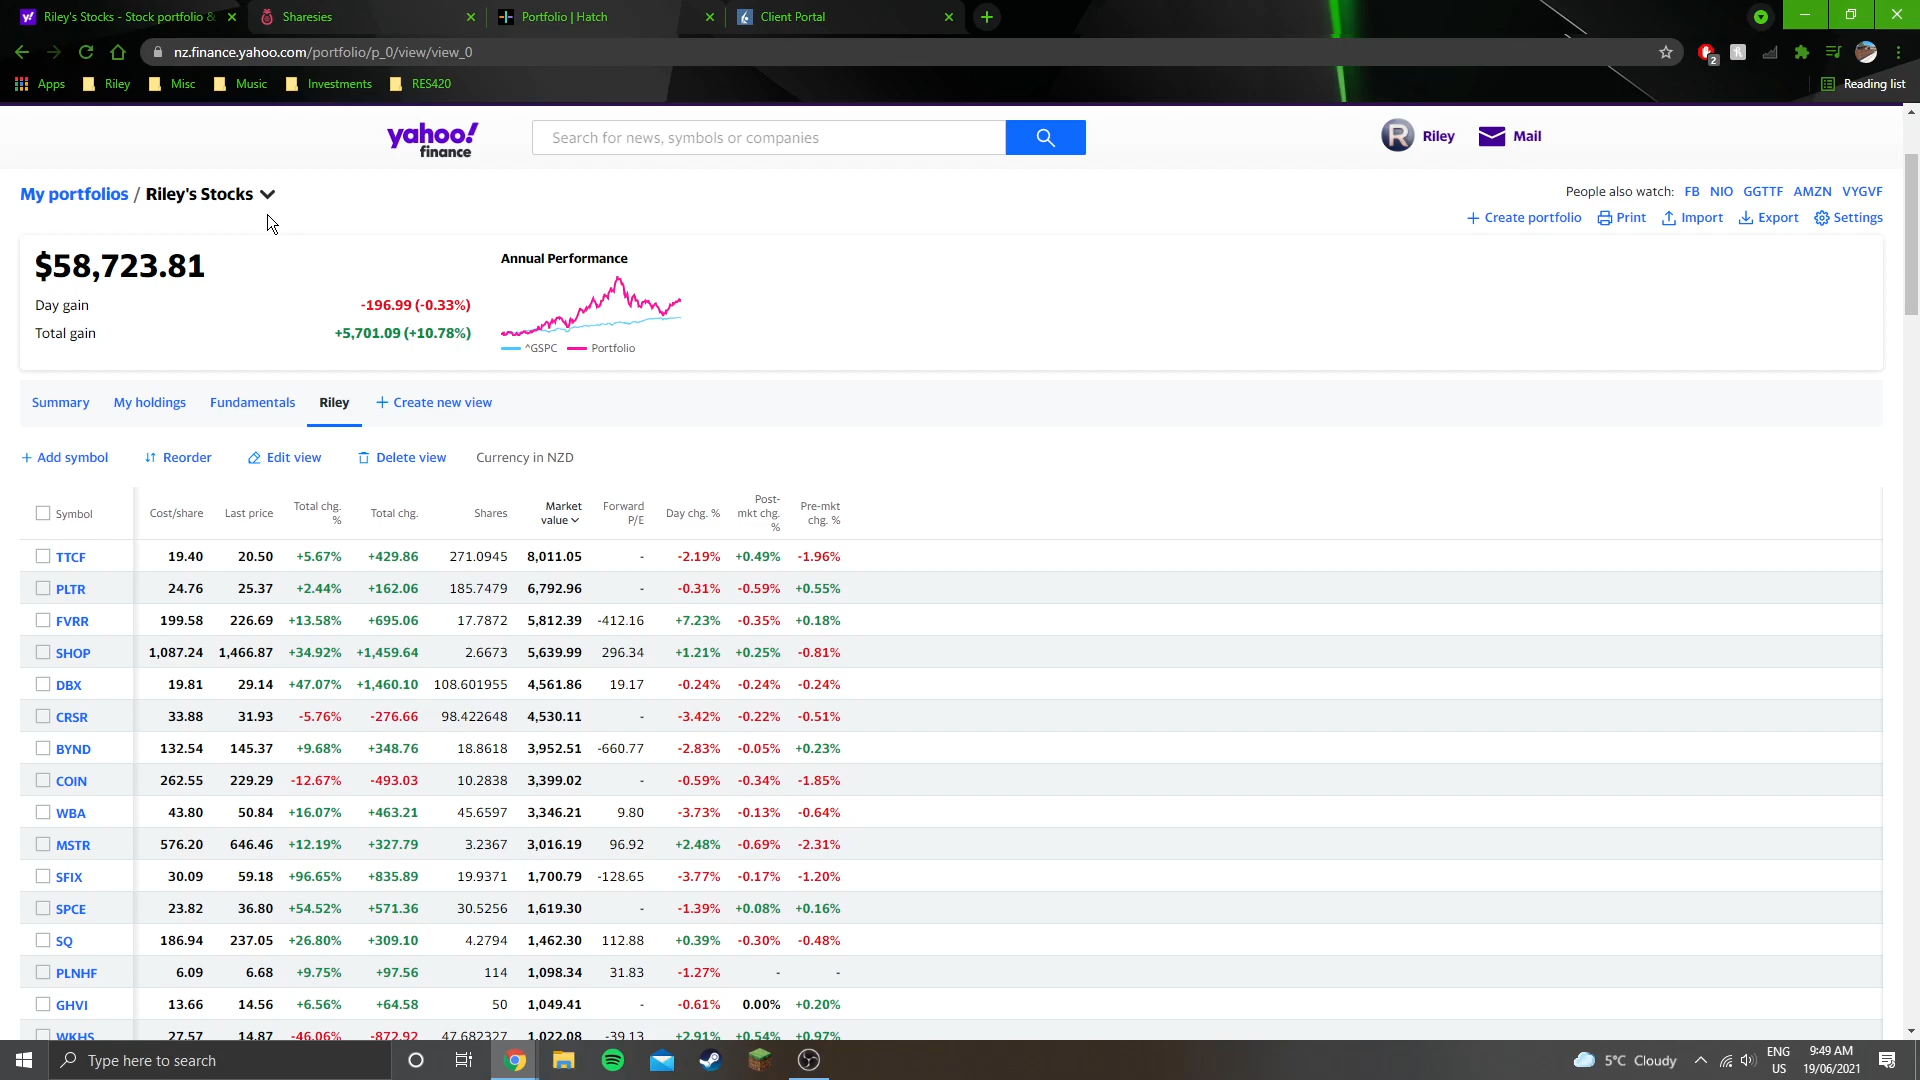 Riley's Stocks - Stock portfolio & Sharesies Portfolio | Hatch Client Portal
nz.finance.yahoo.com/portfolio/p_0/view/view_0 2
Apps Riley Misc Music Investments RES420 Reading list
yahoo! finance Search for news, symbols or companies R Riley Mail
My portfolios / Riley's Stocks People also watch: FB NIO GGTTF AMZN VYGVF
+ Create portfolio Print Import Export Settings
$58,723.81 Annual Performance
Day gain -196.99 (-0.33%)
Total gain +5,701.09 (+10.78%)
^GSPC Portfolio
Summary My holdings Fundamentals Riley + Create new view
+ Add symbol Reorder Edit view Delete view Currency in NZD
Symbol Cost/share Last price Total chg. % Total chg. Shares Market value Forward P/E Day chg. % Post-mkt chg. % Pre-mkt chg. %
TTCF 19.40 20.50 +5.67% +429.86 271.0945 8,011.05 - -2.19% +0.49% -1.96%
PLTR 24.76 25.37 +2.44% +162.06 185.7479 6,792.96 - -0.31% -0.59% +0.55%
FVRR 199.58 226.69 +13.58% +695.06 17.7872 5,812.39 -412.16 +7.23% -0.35% +0.18%
SHOP 1,087.24 1,466.87 +34.92% +1,459.64 2.6673 5,639.99 296.34 +1.21% +0.25% -0.81%
DBX 19.81 29.14 +47.07% +1,460.10 108.601955 4,561.86 19.17 -0.24% -0.24% -0.24%
CRSR 33.88 31.93 -5.76% -276.66 98.422648 4,530.11 - -3.42% -0.22% -0.51%
BYND 132.54 145.37 +9.68% +348.76 18.8618 3,952.51 -660.77 -2.83% -0.05% +0.23%
COIN 262.55 229.29 -12.67% -493.03 10.2838 3,399.02 - -0.59% -0.34% -1.85%
WBA 43.80 50.84 +16.07% +463.21 45.6597 3,346.21 9.80 -3.73% -0.13% -0.64%
MSTR 576.20 646.46 +12.19% +327.79 3.2367 3,016.19 96.92 +2.48% -0.69% -2.31%
SFIX 30.09 59.18 +96.65% +835.89 19.9371 1,700.79 -128.65 -3.77% -0.17% -1.20%
SPCE 23.82 36.80 +54.52% +571.36 30.5256 1,619.30 - -1.39% +0.08% +0.16%
SQ 186.94 237.05 +26.80% +309.10 4.2794 1,462.30 112.88 +0.39% -0.30% -0.48%
PLNHF 6.09 6.68 +9.75% +97.56 114 1,098.34 31.83 -1.27% - -
GHVI 13.66 14.56 +6.56% +64.58 50 1,049.41 - -0.61% 0.00% +0.20%
WKHS 27.57 14.87 -46.06% -872.92 47.682327 1,022.08 -39.13 +2.91% +0.54% +0.97%
Type here to search 5°C Cloudy ENG US 9:49 AM 19/06/2021